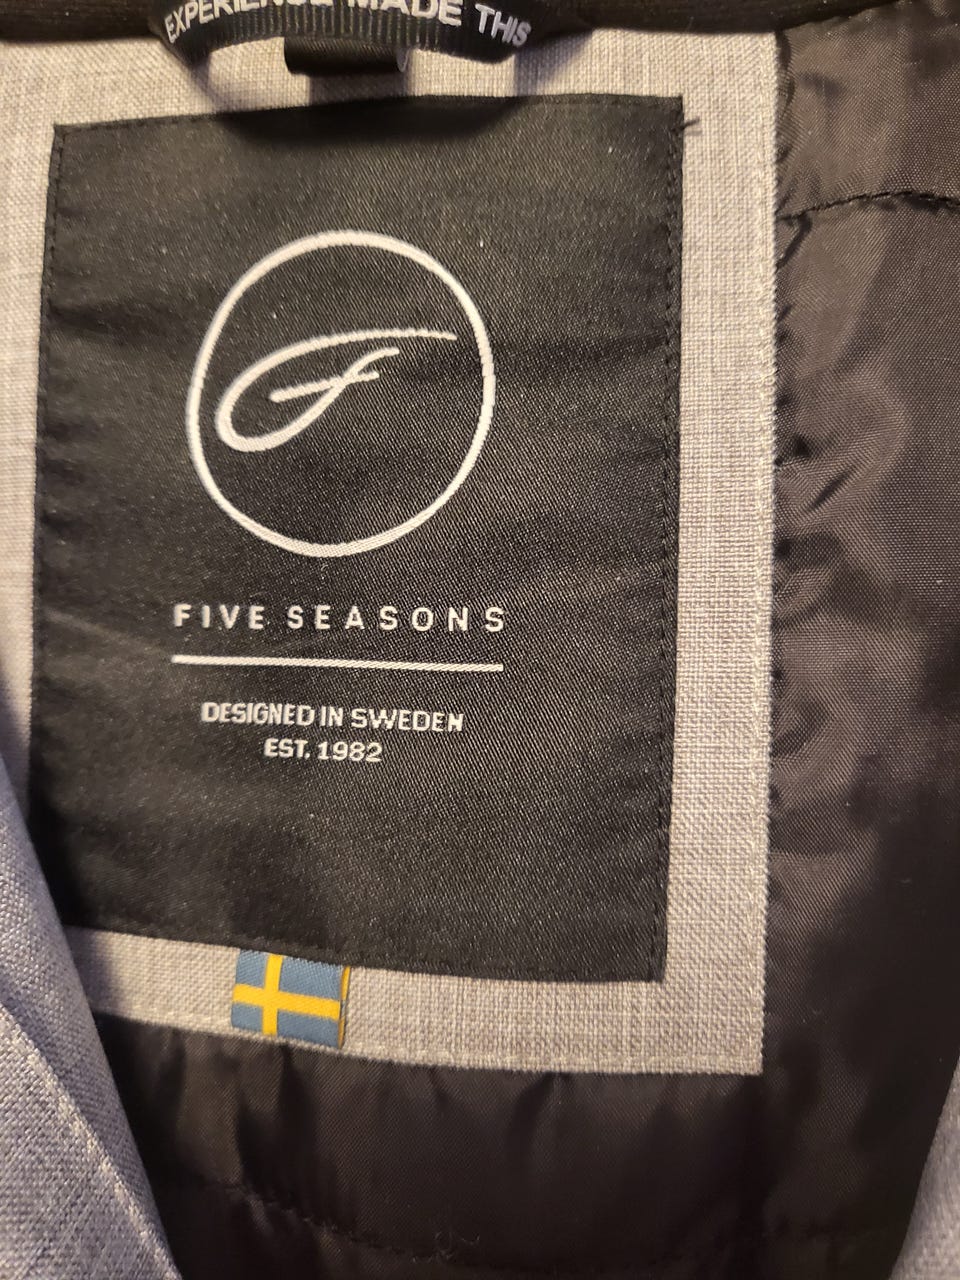 EXPERIENCE MADE THIS
F
FIVE SEASONS
DESIGNED IN SWEDEN
EST. 1982